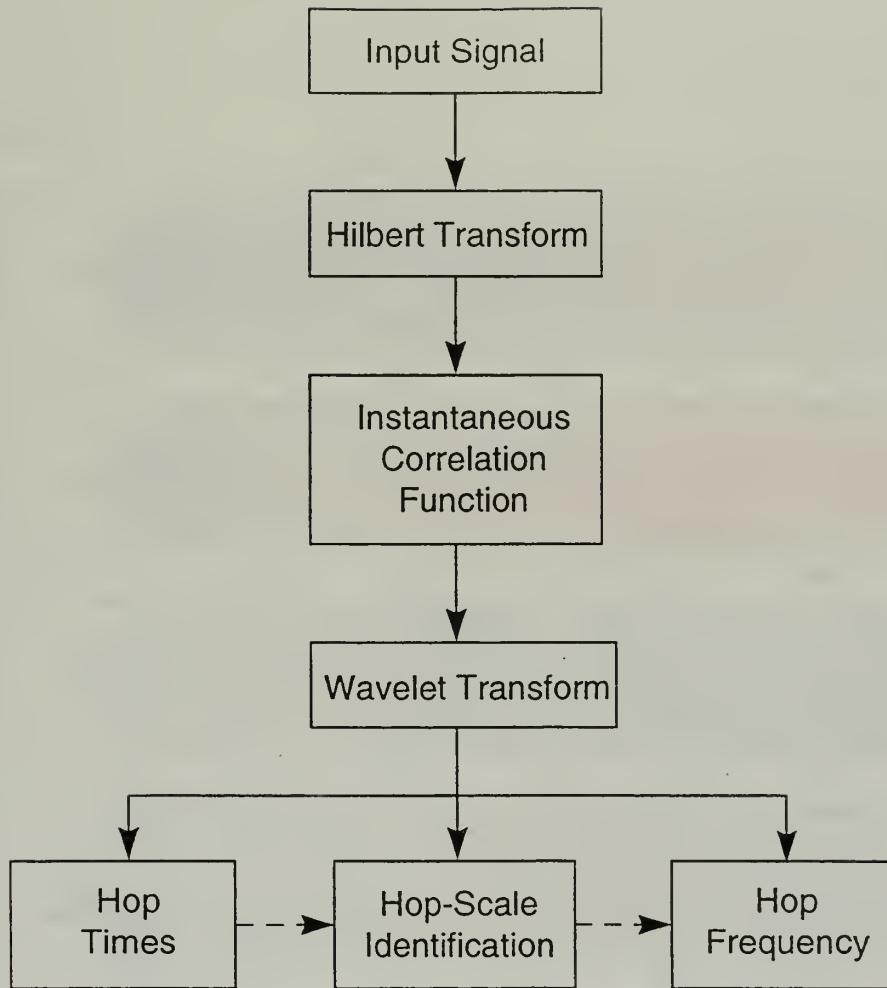 Input Signal
Hilbert Transform
Instantaneous
Correlation
Function
Wavelet Transform
Hop
Times
Hop-Scale
Identification
Hop
Frequency